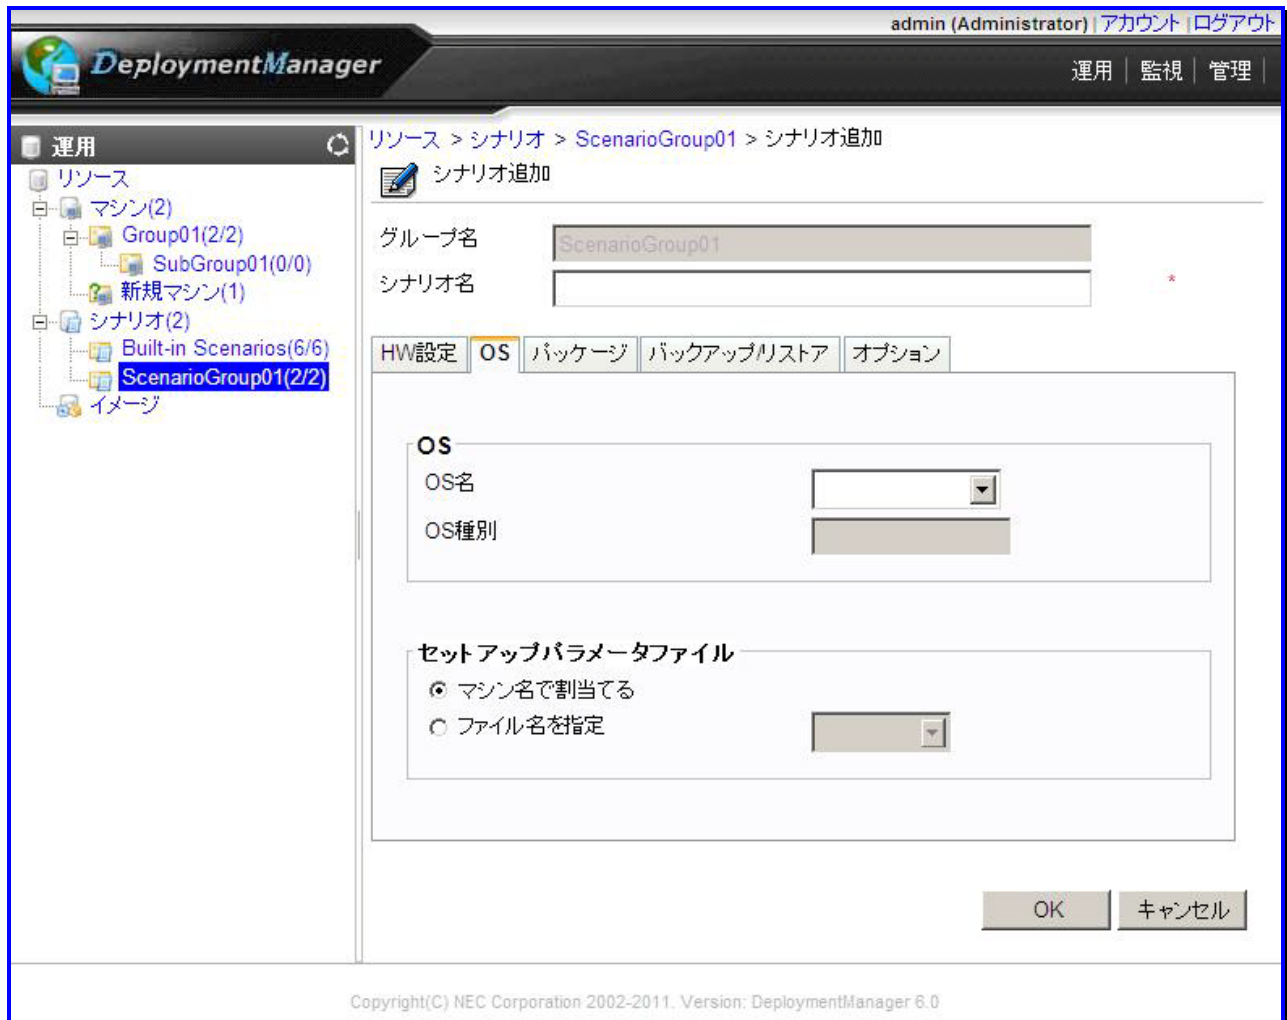 admin (Administrator) | アカウント | ログアウト
DeploymentManager
運用 | 監視 | 管理 |
運用
リソース
マシン(2)
Group01(2/2)
SubGroup01(0/0)
新規マシン(1)
シナリオ(2)
Built-in Scenarios(6/6)
ScenarioGroup01(2/2)
イメージ
リソース > シナリオ > ScenarioGroup01 > シナリオ追加
シナリオ追加
グループ名 ScenarioGroup01
シナリオ名 *
HW設定 OS パッケージ バックアップ/リストア オプション
OS
OS名
OS種別
セットアップパラメータファイル
マシン名で割当てる
ファイル名を指定
OK キャンセル
Copyright(C) NEC Corporation 2002-2011. Version: DeploymentManager 6.0